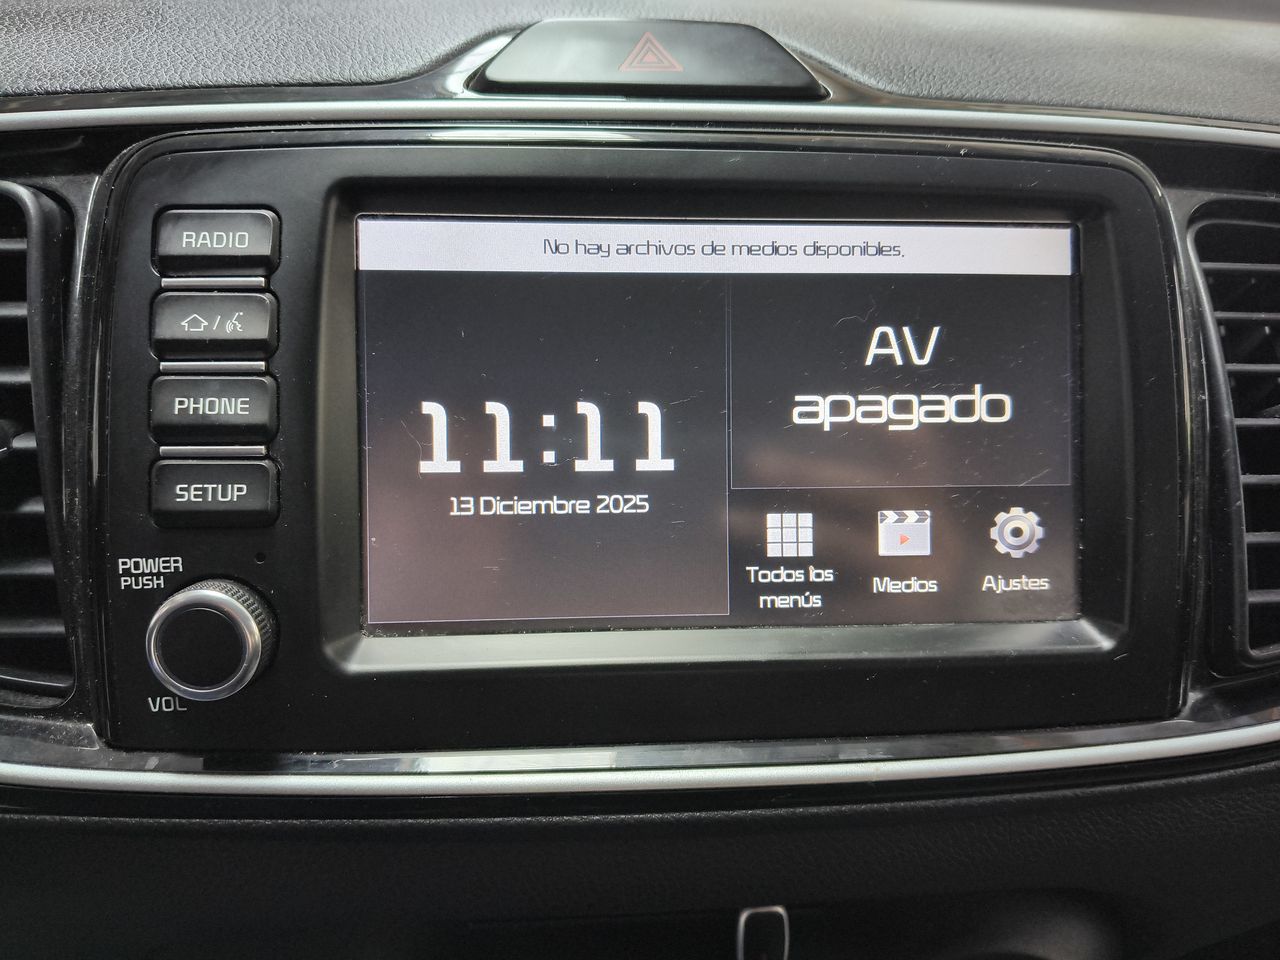 RADIO
PHONE
SETUP
POWER
PUSH
VOL
No hay archivos de medios disponibles.
11:11
13 Diciembre 2025
AV
apagado
Todos los
menús
Medios
Ajustes